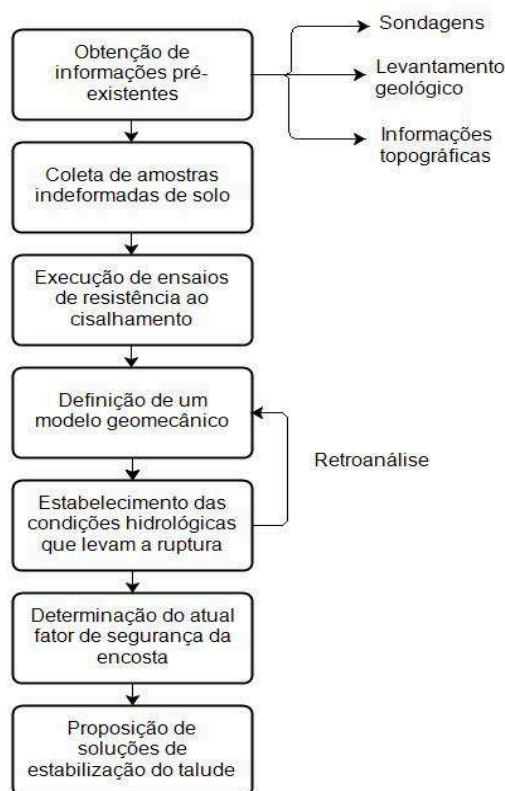 Obtenção de
informações pré-
existentes
Sondagens
Levantamento
geológico
Informações
topográficas
Coleta de amostras
indeformadas de solo
Execução de ensaios
de resistência ao
cisalhamento
Definição de um
modelo geomecânico
Retroanálise
Estabelecimento das
condições hidrológicas
que levam a ruptura
Determinação do atual
fator de segurança da
encosta
Proposição de
soluções de
estabilização do talude